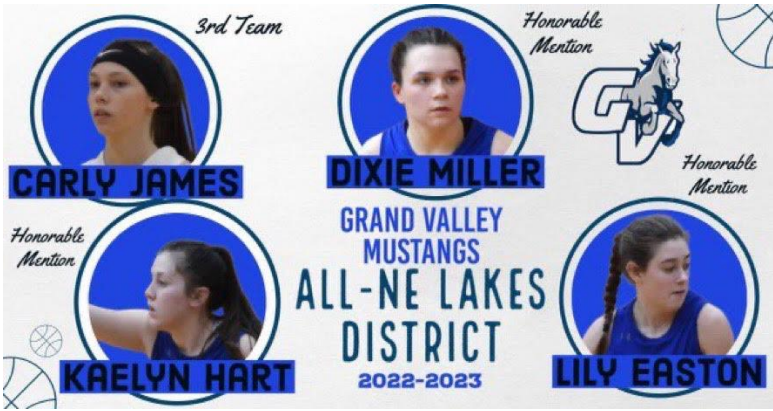 3rd Team
CARLY JAMES
Honorable
Mention
DIXIE MILLER
GV
Honorable
Mention
Honorable
Mention
KAELYN HART
GRAND VALLEY
MUSTANGS
ALL-NE LAKES
DISTRICT
2022-2023
LILY EASTON